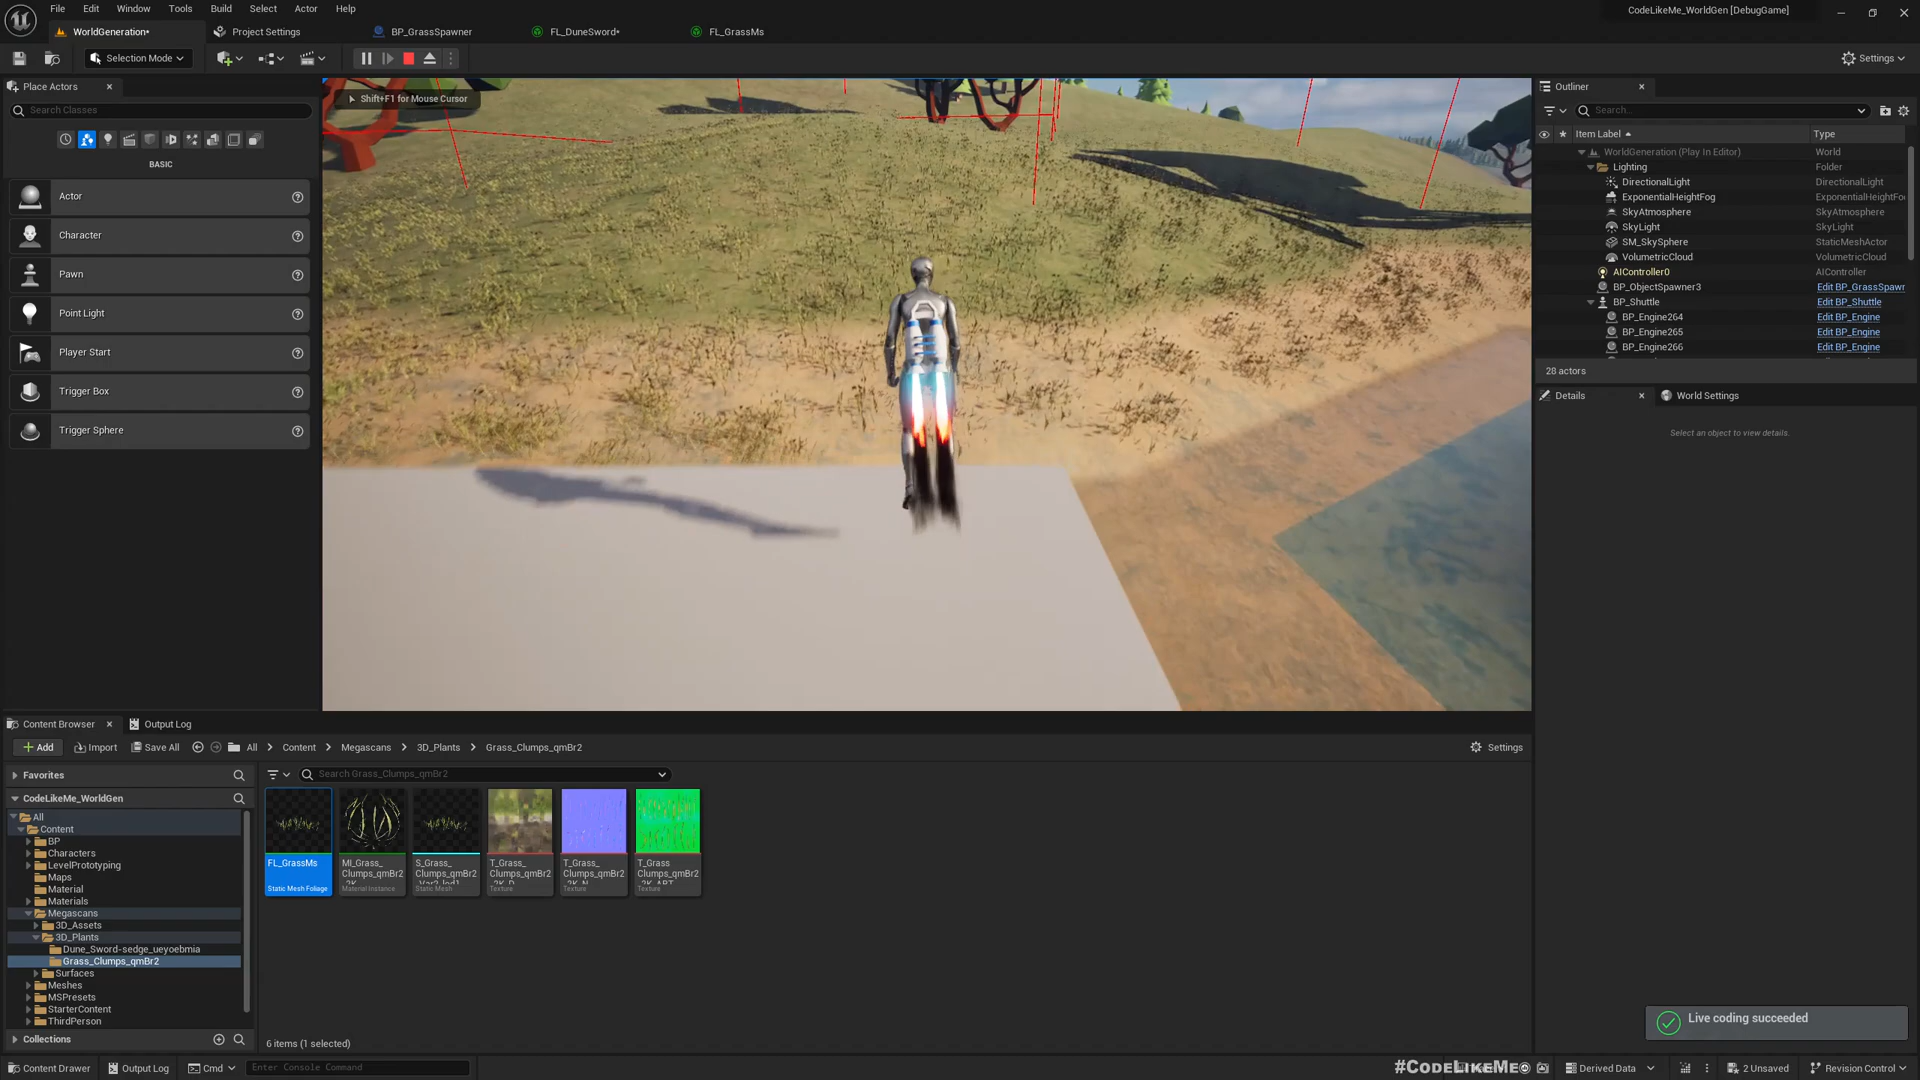 File Edit Window Tools Build Select Actor Help
CodeLikeMe_WorldGen [DebugGame]
WorldGeneration* Project Settings BP_GrassSpawner FL_DuneSword* FL_GrassMs
Selection Mode
Settings
Place Actors
Search Classes
BASIC
Actor
Character
Pawn
Point Light
Player Start
Trigger Box
Trigger Sphere
Shift+F1 for Mouse Cursor
Outliner
Search...
Item Label Type
WorldGeneration (Play In Editor) World
Lighting Folder
DirectionalLight DirectionalLight
ExponentialHeightFog ExponentialHeightFo
SkyAtmosphere SkyAtmosphere
SkyLight SkyLight
SM_SkySphere StaticMeshActor
VolumetricCloud VolumetricCloud
AIController0 AIController
BP_ObjectSpawner3 Edit BP_GrassSpawr
BP_Shuttle Edit BP_Shuttle
BP_Engine264 Edit BP_Engine
BP_Engine265 Edit BP_Engine
BP_Engine266 Edit BP_Engine
28 actors
Details World Settings
Select an object to view details.
Content Browser Output Log
Add Import Save All All Content Megascans 3D_Plants Grass_Clumps_qmBr2 Settings
Favorites
CodeLikeMe_WorldGen
All
Content
BP
Characters
LevelPrototyping
Maps
Material
Materials
Megascans
3D_Assets
3D_Plants
Dune_Sword-sedge_ueyoebmia
Grass_Clumps_qmBr2
Surfaces
Meshes
MSPresets
StarterContent
ThirdPerson
Collections
Search Grass_Clumps_qmBr2
FL_GrassMs
Static Mesh Foliage
MI_Grass_
Clumps_qmBr2
_2K
Material Instance
S_Grass_
Clumps_qmBr2
_Var2_lod1
Static Mesh
T_Grass_
Clumps_qmBr2
_2K_D
Texture
T_Grass_
Clumps_qmBr2
_2K_N
Texture
T_Grass_
Clumps_qmBr2
Texture
6 items (1 selected)
Live coding succeeded
Content Drawer Output Log Cmd Enter Console Command
#CodeLikeMe
Derived Data 2 Unsaved Revision Control